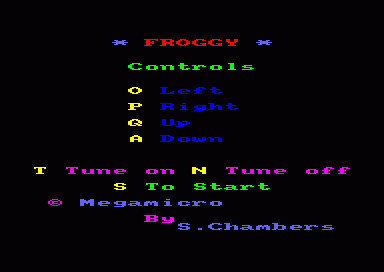 * FROGGY *
Controls
O Left
P Right
Q Up
A Down
T Tune on N Tune off
S To Start
© Megamicro
By
S.Chambers